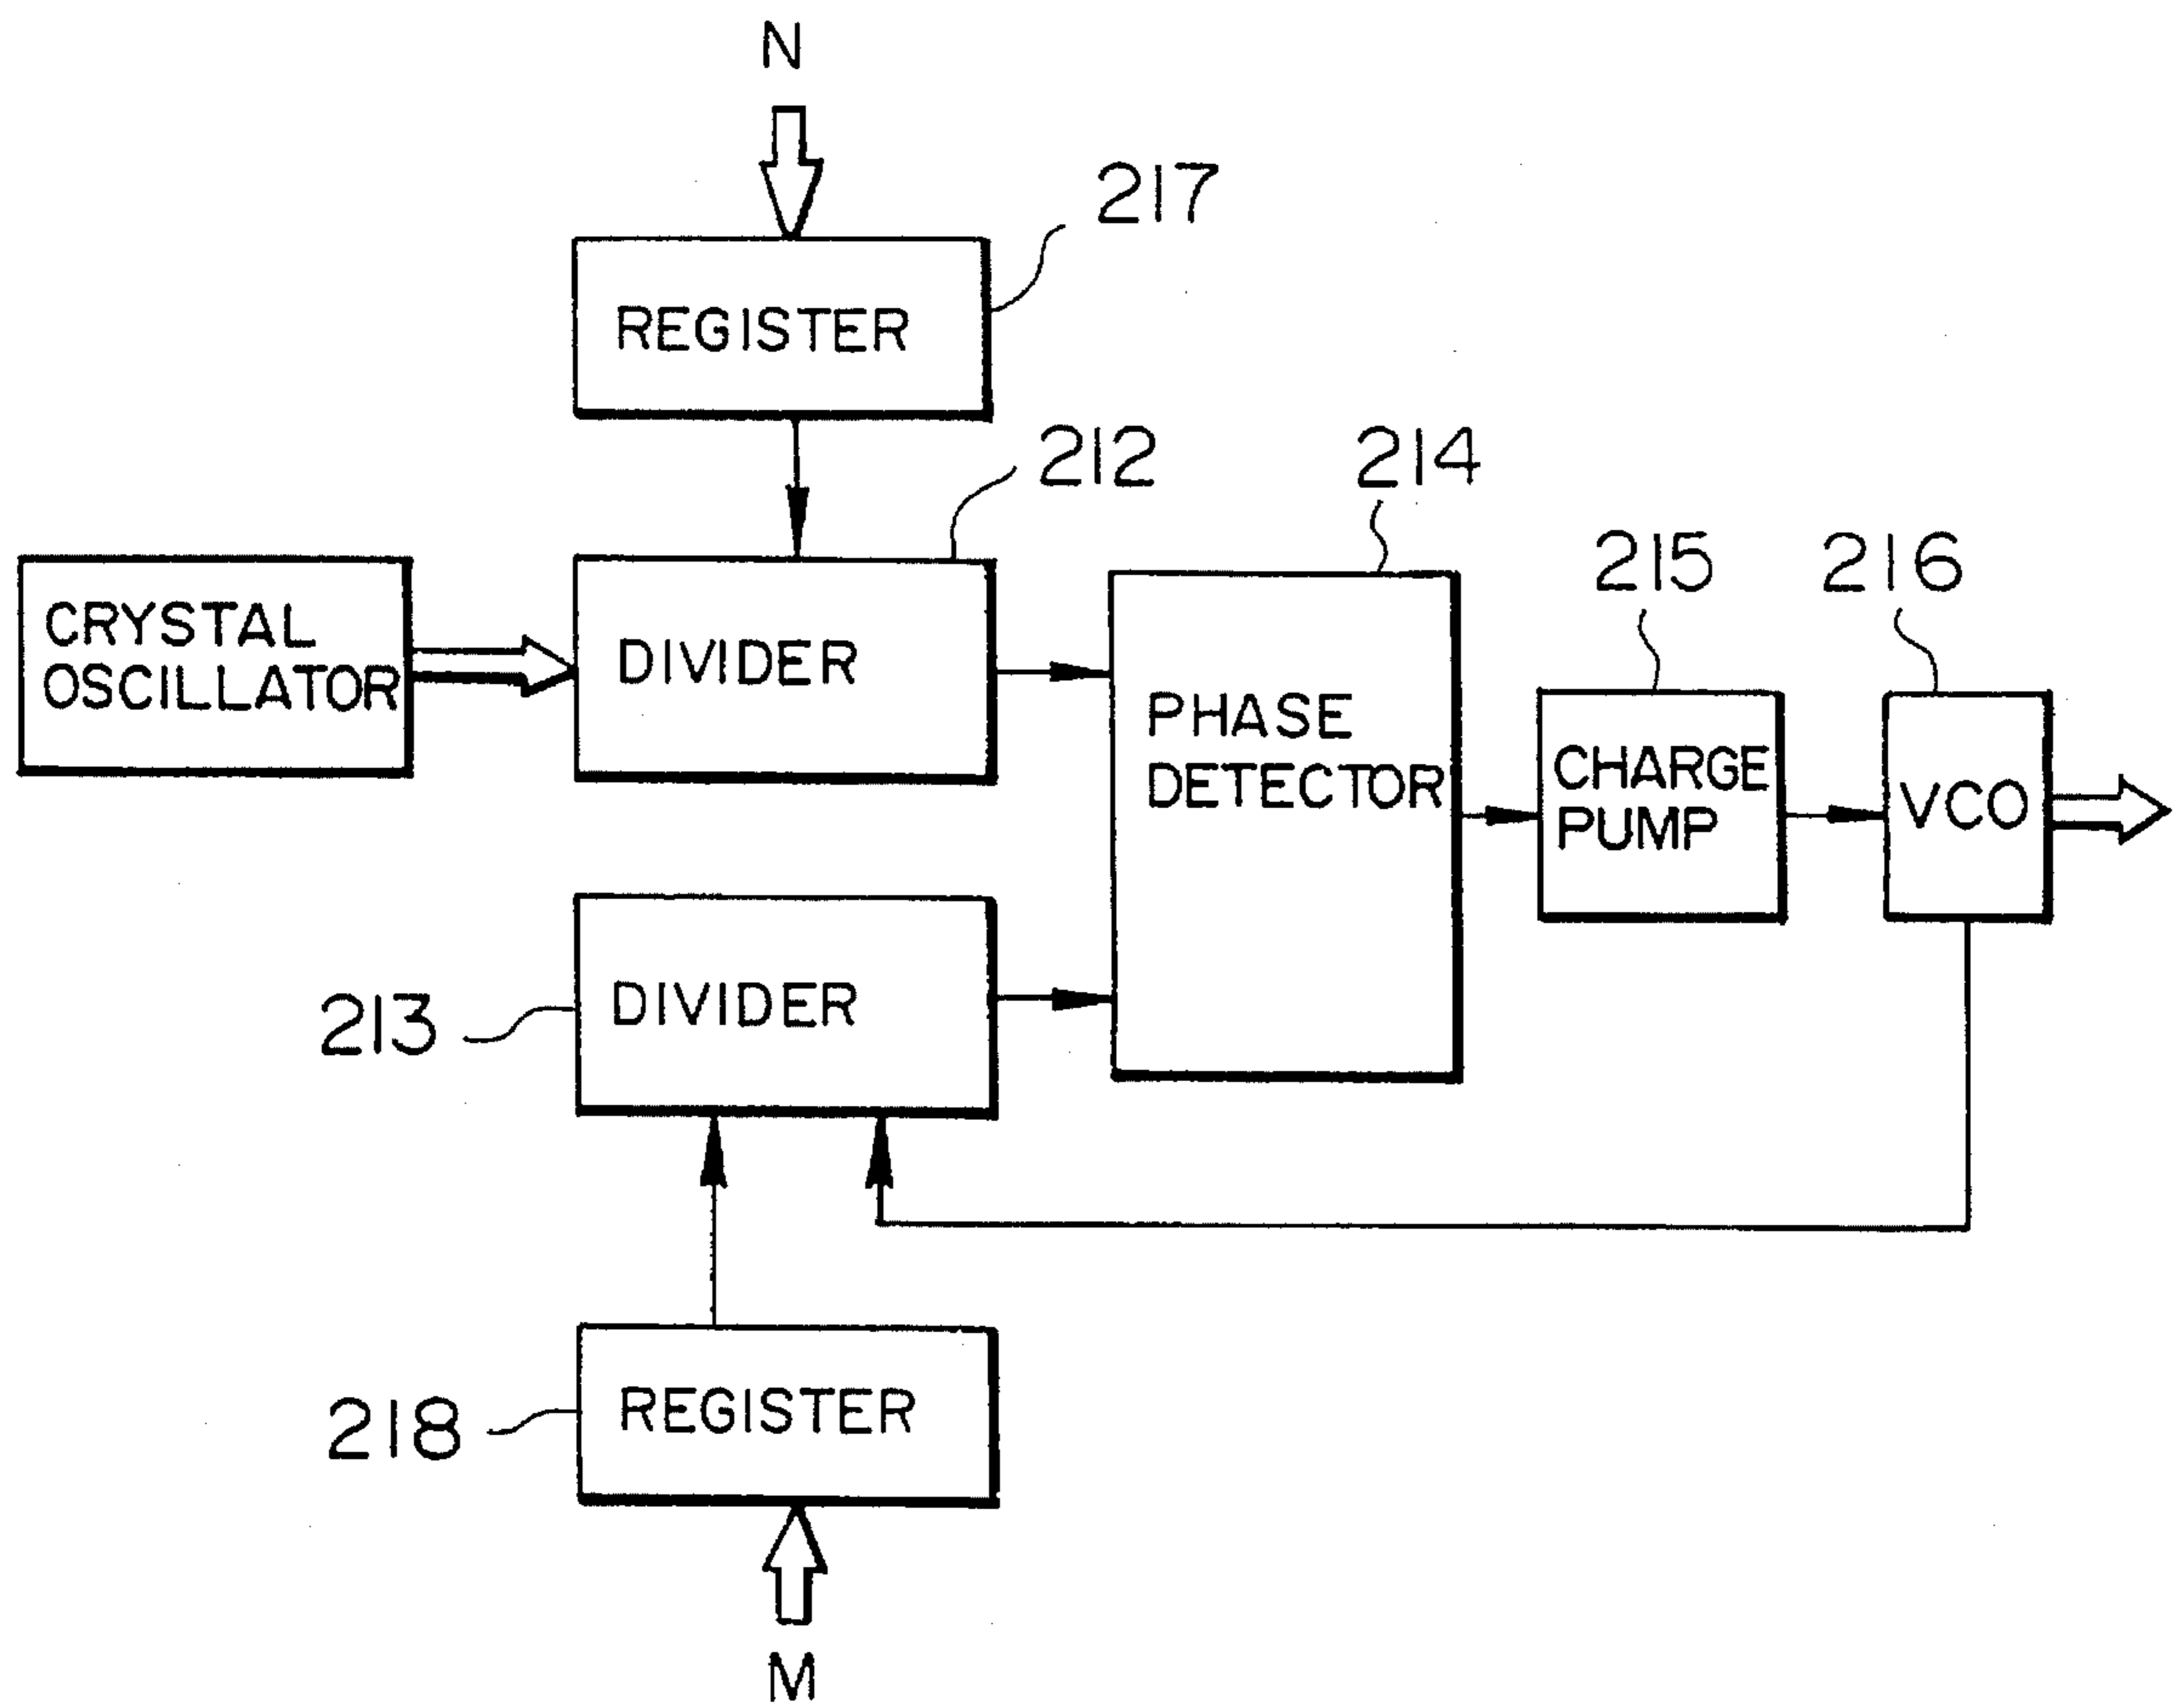 N
217
REGISTER
212
214
215
216
CRYSTAL
OSCILLATOR
DIVIDER
PHASE
DETECTOR
CHARGE
PUMP
VCO
213
DIVIDER
218
REGISTER
M